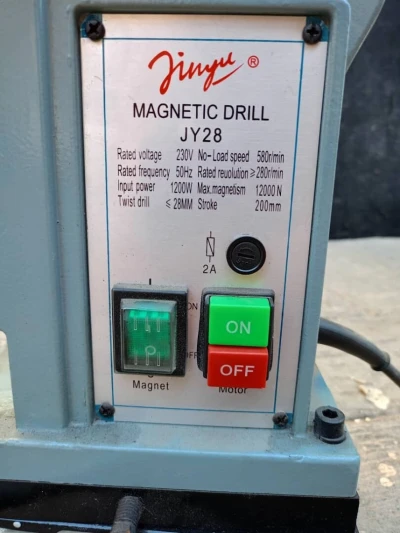 Jinyu ®
MAGNETIC DRILL
JY28
Rated voltage 230V No-Load speed 580r/min
Rated frequency 50Hz Rated reuolution ≥280r/min
Input power 1200W Max.magnetism 12000N
Twist drill ≤28MM Stroke 200mm
2A
ON
OFF
ON
OFF
Magnet
Motor